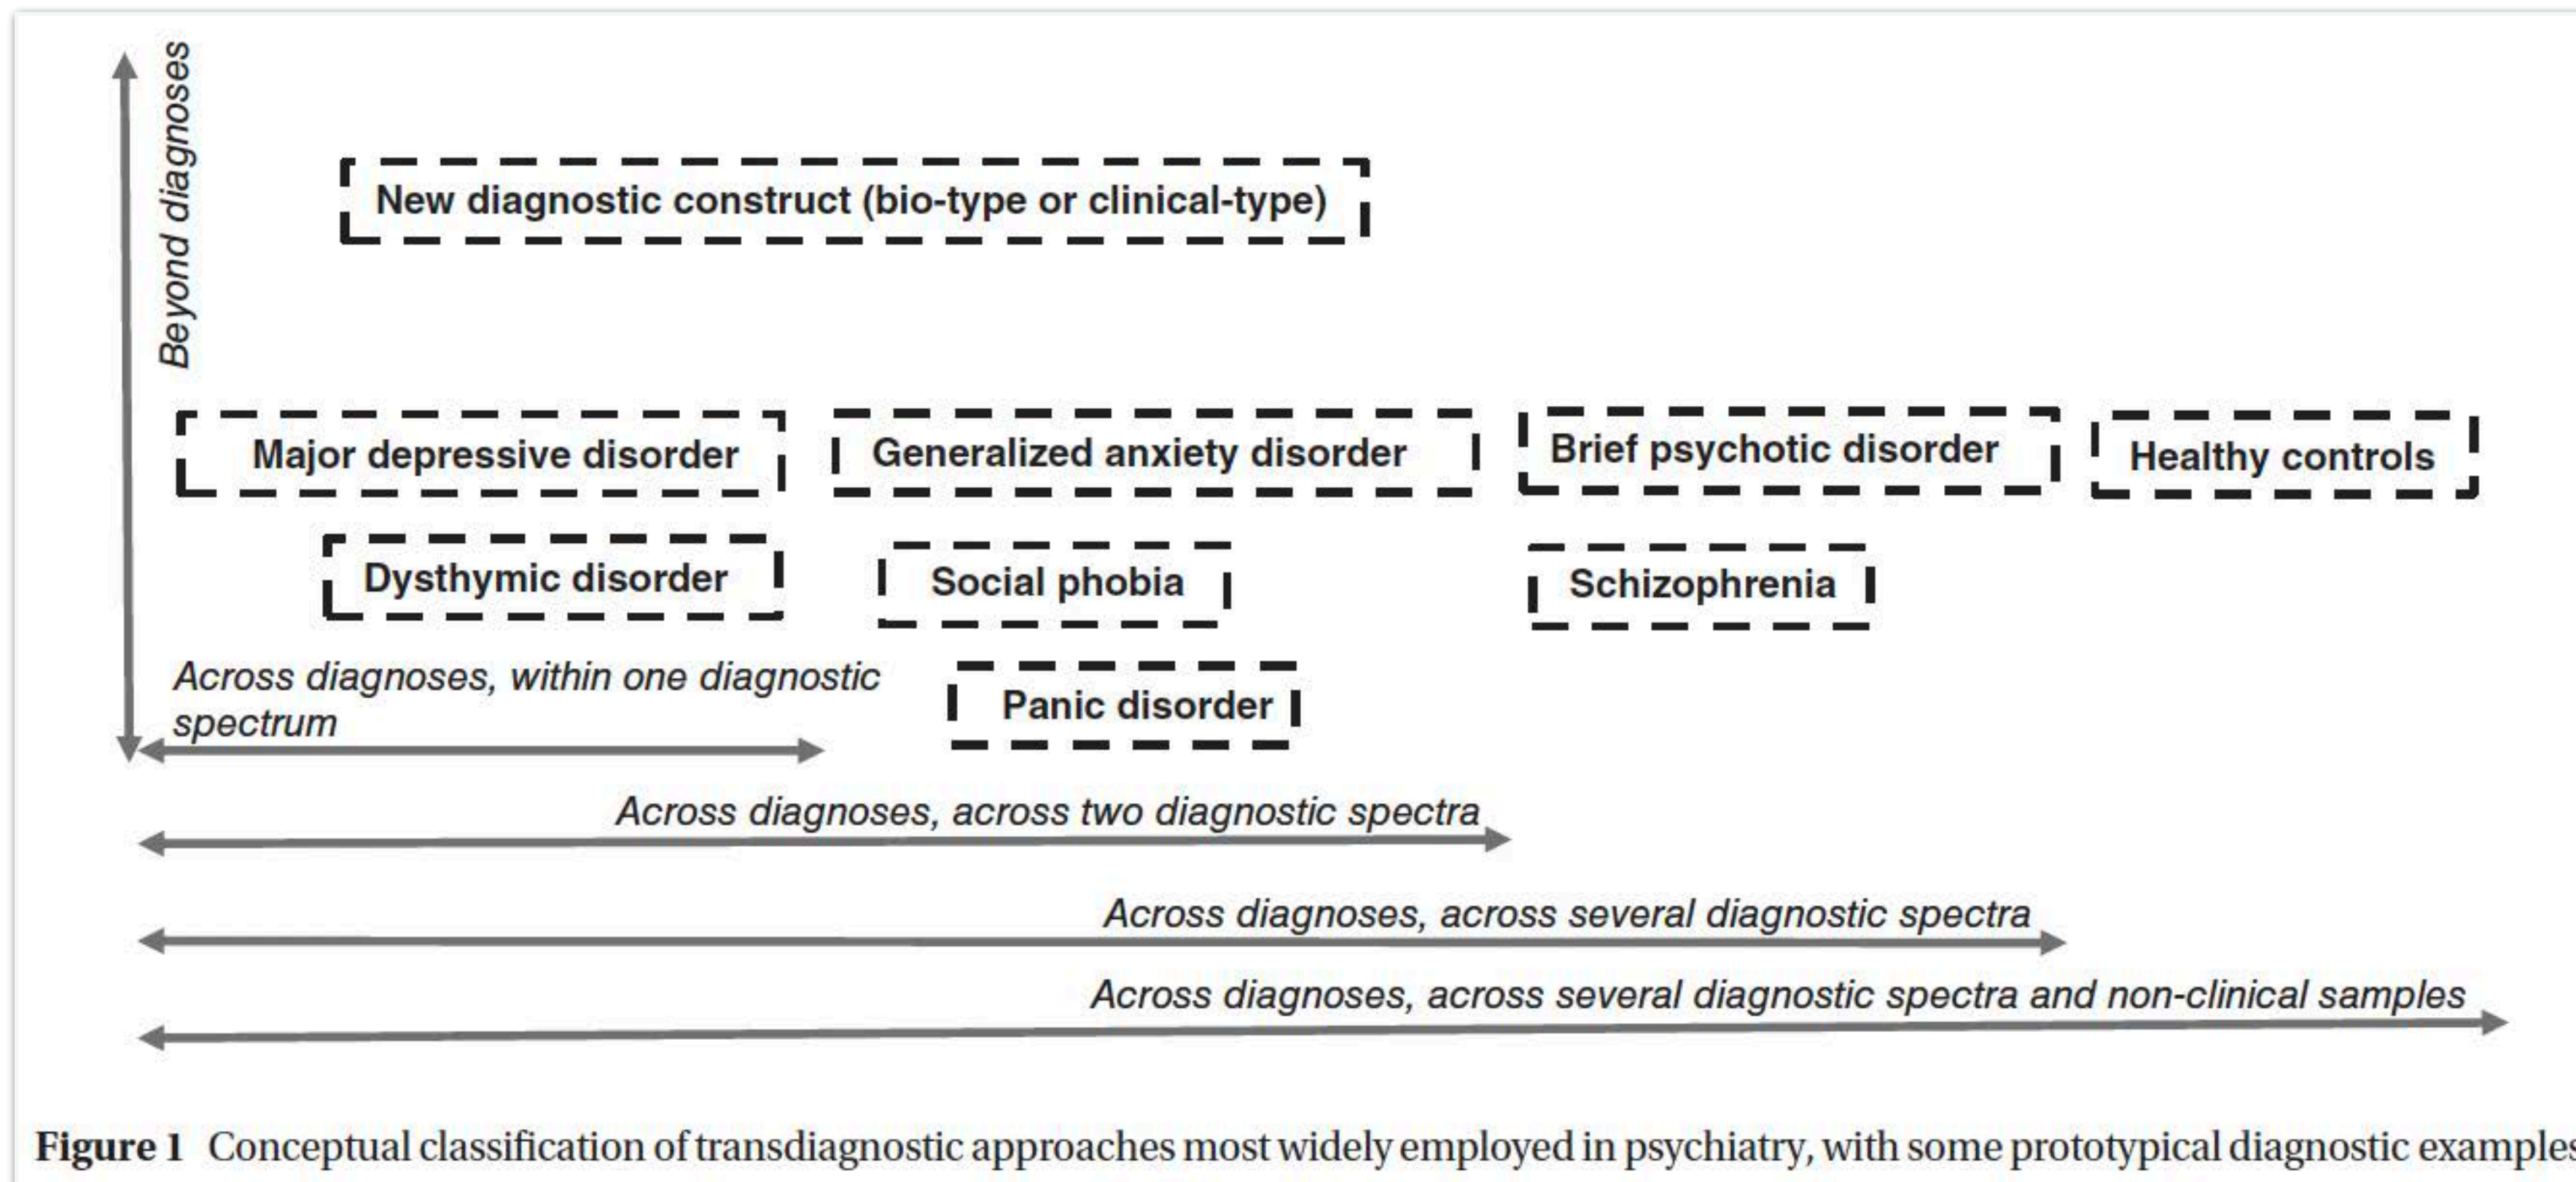 Beyond diagnoses
New diagnostic construct (bio-type or clinical-type)
Major depressive disorder
Generalized anxiety disorder
Brief psychotic disorder
Healthy controls
Dysthymic disorder
Social phobia
Schizophrenia
Panic disorder
Across diagnoses, within one diagnostic
spectrum
Across diagnoses, across two diagnostic spectra
Across diagnoses, across several diagnostic spectra
Across diagnoses, across several diagnostic spectra and non-clinical samples
Figure 1 Conceptual classification of transdiagnostic approaches most widely employed in psychiatry, with some prototypical diagnostic examples